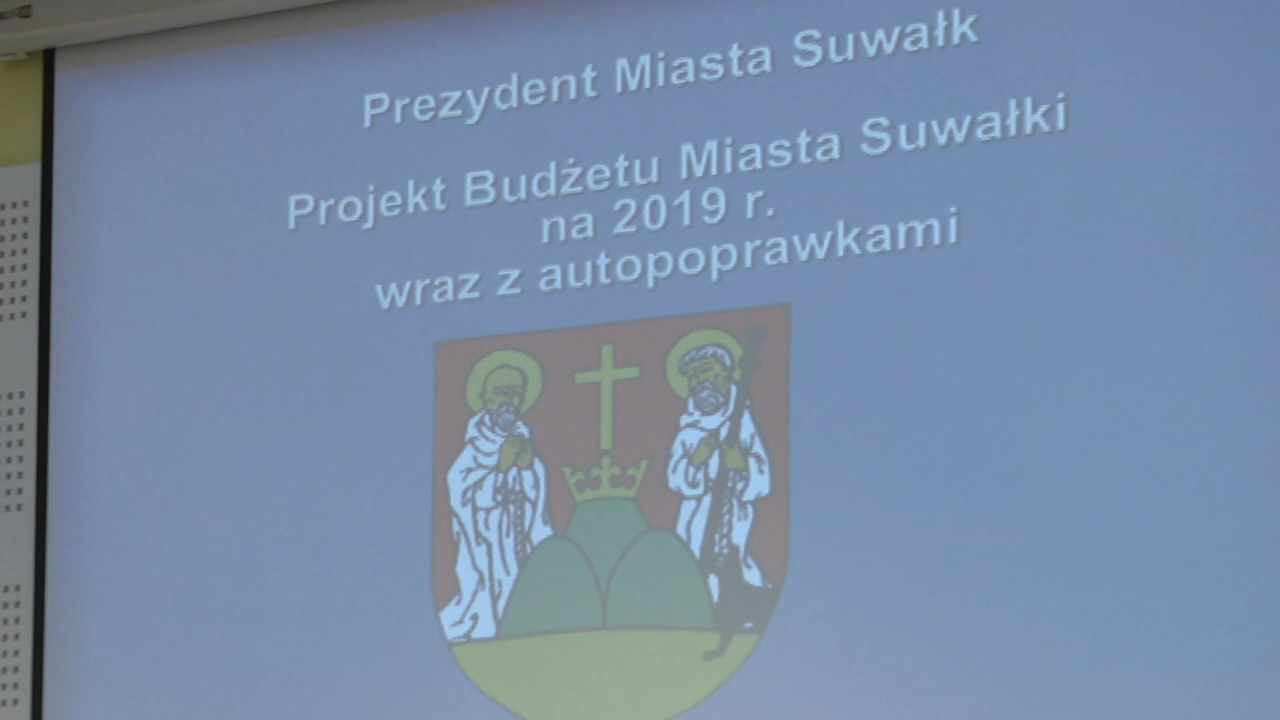 Prezydent Miasta Suwałk
Projekt Budżetu Miasta Suwałki
na 2019 r.
wraz z autopoprawkami